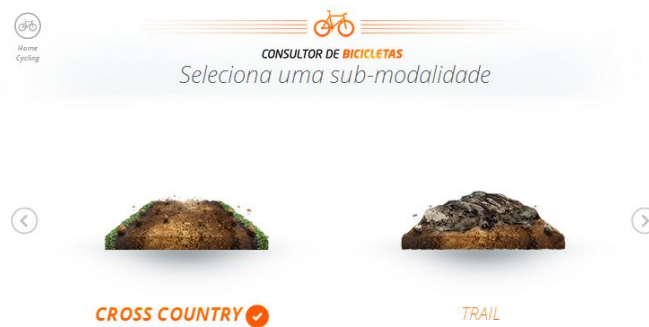 Home
Cycling
CONSULTOR DE BICICLETAS
Seleciona uma sub-modalidade
CROSS COUNTRY
TRAIL